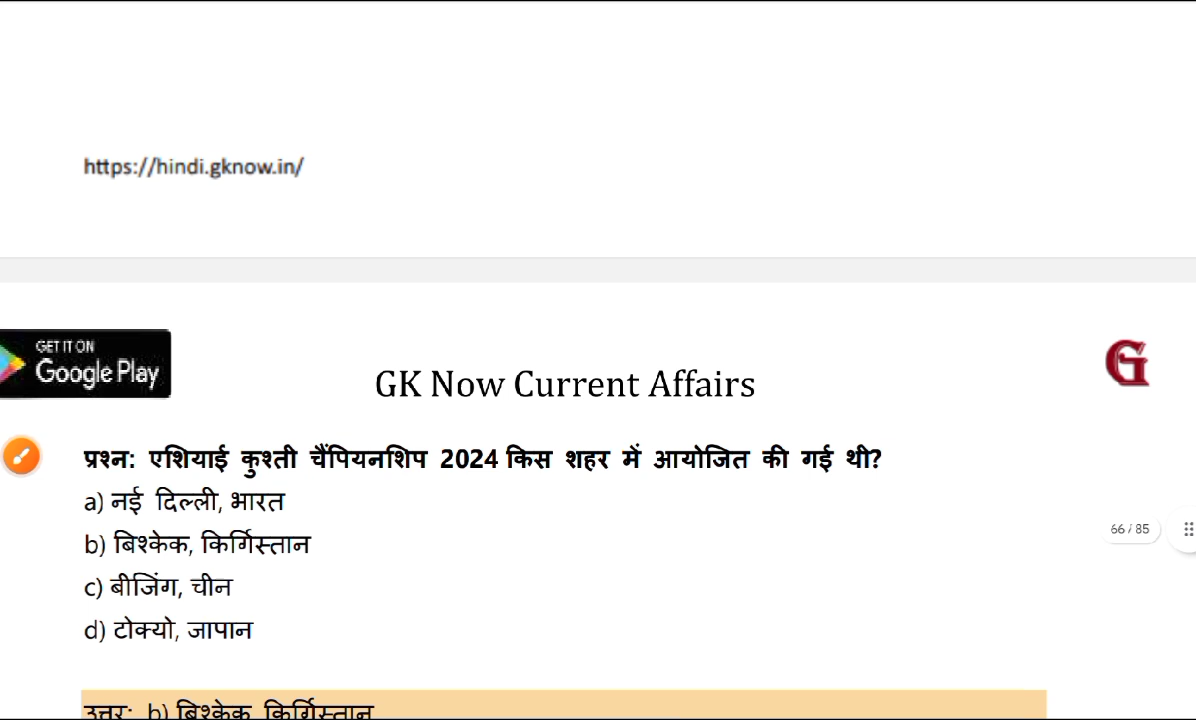 https://hindi.gknow.in/
GET IT ON
Google Play
GK Now Current Affairs
G
प्रश्न: एशियाई कुश्ती चैंपियनशिप 2024 किस शहर में आयोजित की गई थी?
a) नई दिल्ली, भारत
b) बिश्केक, किर्गिस्तान
66 / 85
c) बीजिंग, चीन
d) टोक्यो, जापान
उत्तर: b) बिश्केक, किर्गिस्तान